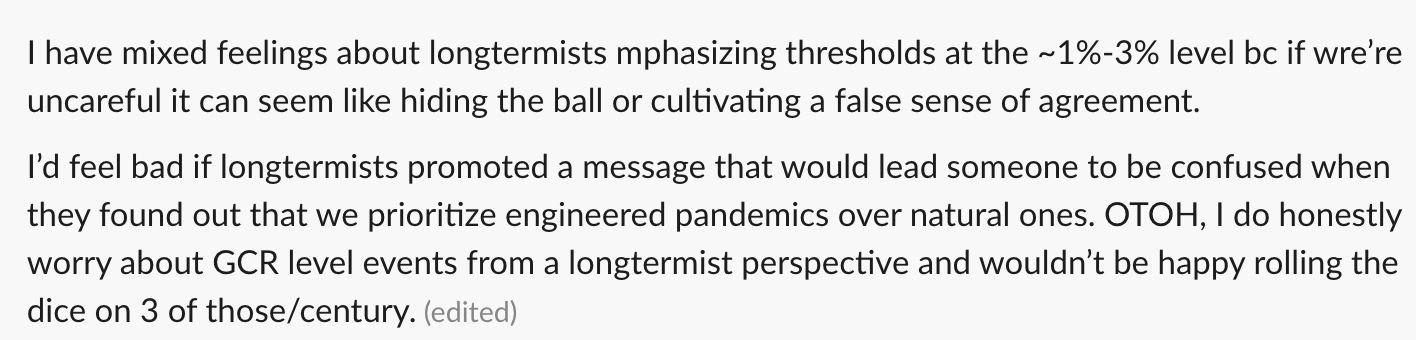 I have mixed feelings about longtermists mphasizing thresholds at the ~1%-3% level bc if wre're
uncareful it can seem like hiding the ball or cultivating a false sense of agreement.
I'd feel bad if longtermists promoted a message that would lead someone to be confused when
they found out that we prioritize engineered pandemics over natural ones. OTOH, I do honestly
worry about GCR level events from a longtermist perspective and wouldn't be happy rolling the
dice on 3 of those/century. (edited)